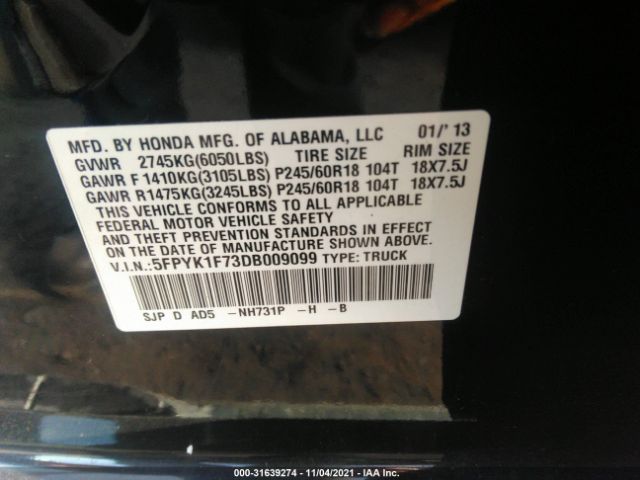 MFD. BY HONDA MFG. OF ALABAMA, LLC 01/'13
GVWR 2745KG(6050LBS) TIRE SIZE RIM SIZE
GAWR F 1410KG(3105LBS) P245/60R18 104T 18X7.5J
GAWR R1475KG(3245LBS) P245/60R18 104T 18X7.5J
THIS VEHICLE CONFORMS TO ALL APPLICABLE
FEDERAL MOTOR VEHICLE SAFETY
AND THEFT PREVENTION STANDARDS IN EFFECT
ON THE DATE OF MANUFACTURE SHOWN ABOVE.
V.I.N.:5FPYK1F73DB009099 TYPE: TRUCK
SJP D AD5 -NH731P -H -B
000-31639274 - 11/04/2021 - IAA Inc.